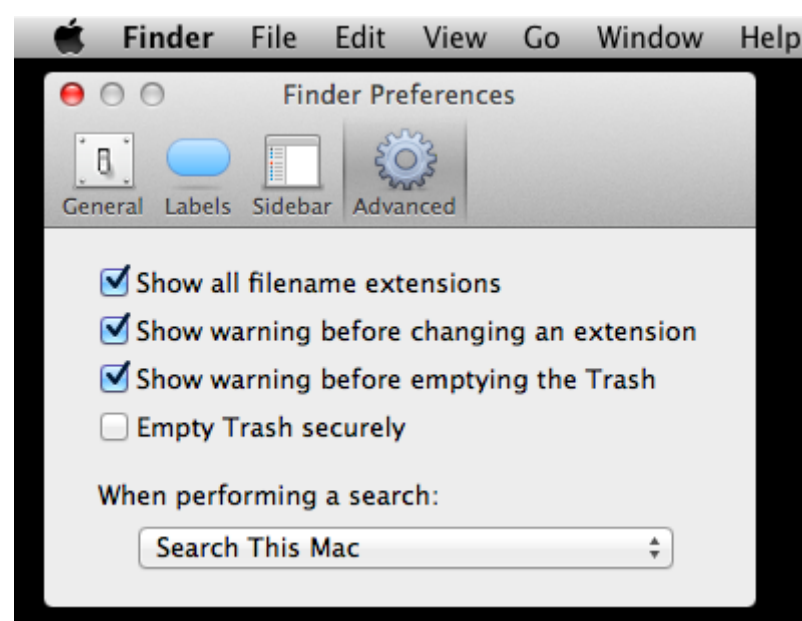 Finder File Edit View Go Window Help
Finder Preferences
General Labels Sidebar Advanced
Show all filename extensions
Show warning before changing an extension
Show warning before emptying the Trash
Empty Trash securely
When performing a search:
Search This Mac